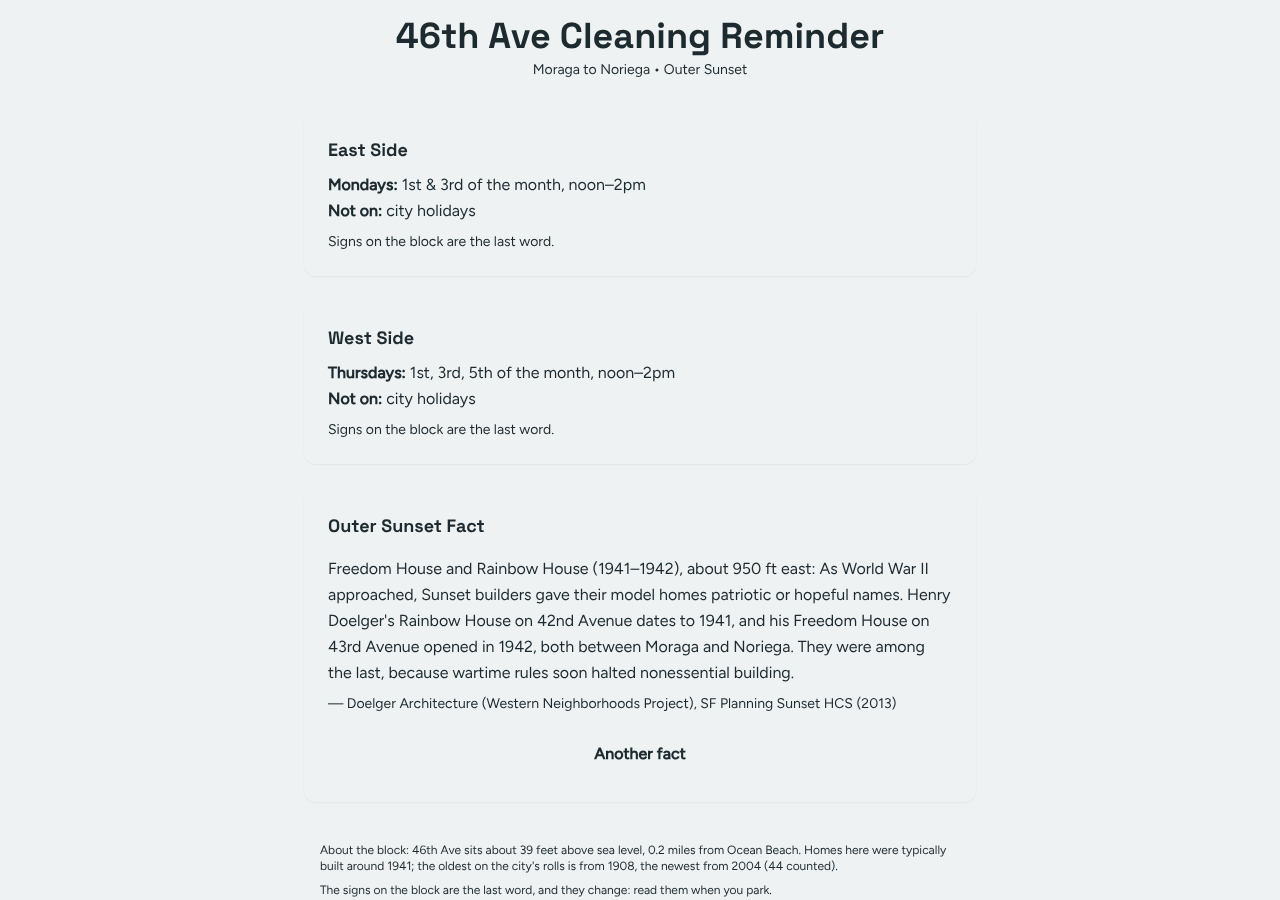 46th Ave Cleaning Reminder
Moraga to Noriega • Outer Sunset
East Side
Mondays: 1st & 3rd of the month, noon–2pm
Not on: city holidays
Signs on the block are the last word.
West Side
Thursdays: 1st, 3rd, 5th of the month, noon–2pm
Not on: city holidays
Signs on the block are the last word.
Outer Sunset Fact
Freedom House and Rainbow House (1941–1942), about 950 ft east: As World War II
approached, Sunset builders gave their model homes patriotic or hopeful names. Henry
Doelger's Rainbow House on 42nd Avenue dates to 1941, and his Freedom House on
43rd Avenue opened in 1942, both between Moraga and Noriega. They were among
the last, because wartime rules soon halted nonessential building.
— Doelger Architecture (Western Neighborhoods Project), SF Planning Sunset HCS (2013)
Another fact
About the block: 46th Ave sits about 39 feet above sea level, 0.2 miles from Ocean Beach. Homes here were typically
built around 1941; the oldest on the city's rolls is from 1908, the newest from 2004 (44 counted).
The signs on the block are the last word, and they change: read them when you park.